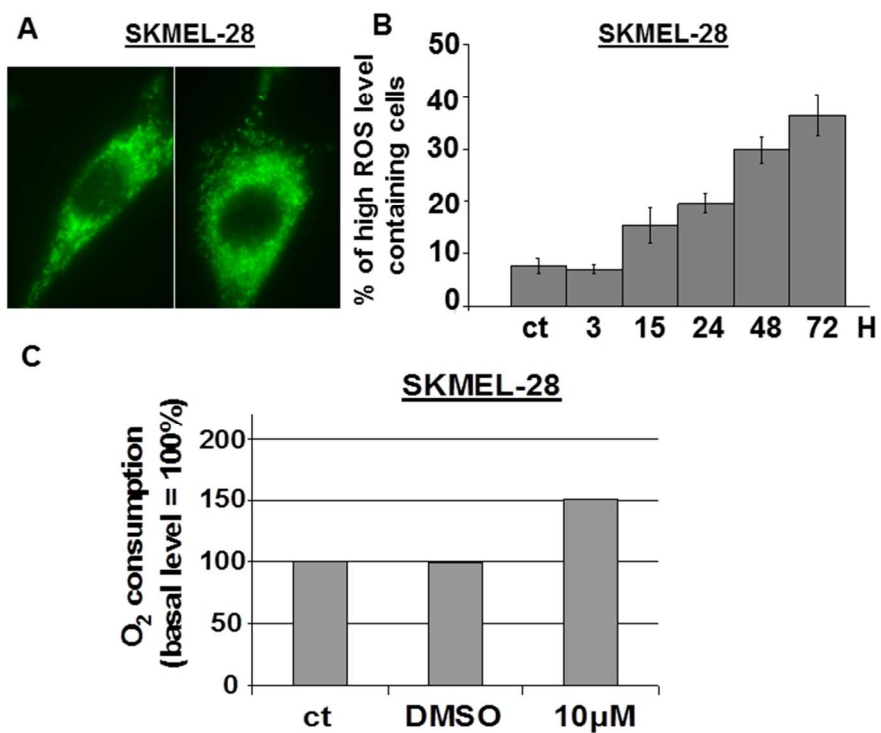 A
SKMEL-28
B
SKMEL-28
% of high ROS level
containing cells
50
40
30
20
10
0
ct 3 15 24 48 72 H
C
SKMEL-28
O₂ consumption
(basal level = 100%)
200
150
100
50
0
ct DMSO 10µM